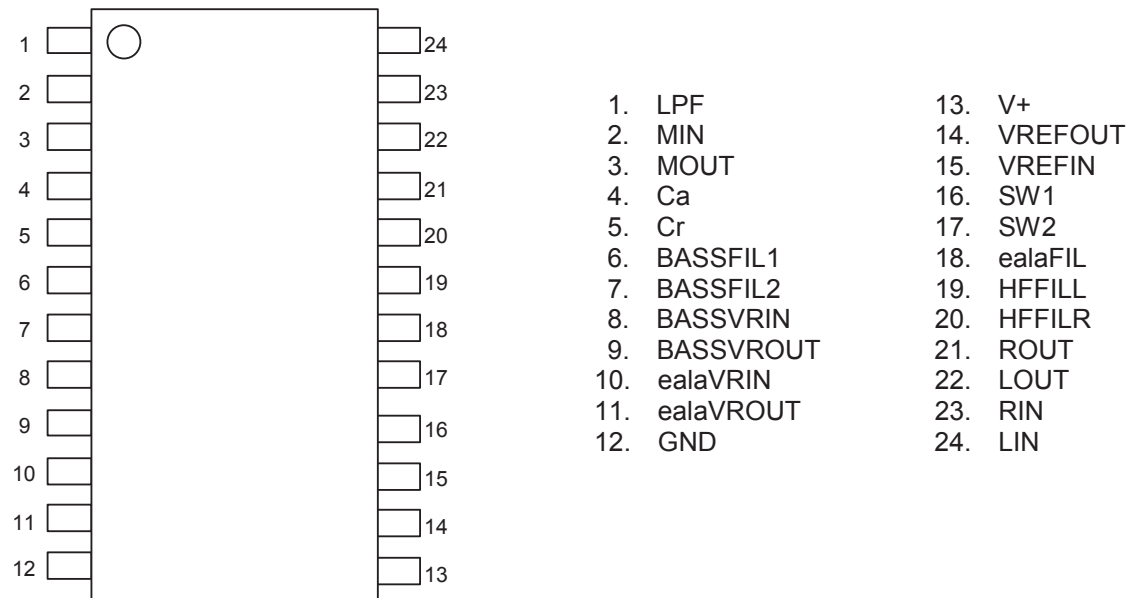 1
2
3
4
5
6
7
8
9
10
11
12
24
23
22
21
20
19
18
17
16
15
14
13
1. LPF
2. MIN
3. MOUT
4. Ca
5. Cr
6. BASSFIL1
7. BASSFIL2
8. BASSVRIN
9. BASSVROUT
10. ealaVRIN
11. ealaVROUT
12. GND
13. V+
14. VREFOUT
15. VREFIN
16. SW1
17. SW2
18. ealaFIL
19. HFFILL
20. HFFILR
21. ROUT
22. LOUT
23. RIN
24. LIN